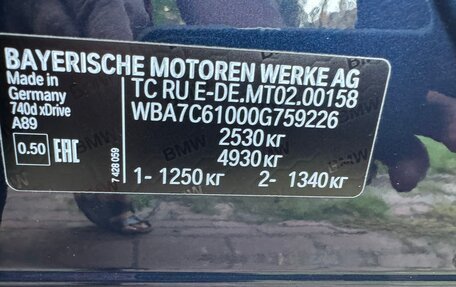 BAYERISCHE MOTOREN WERKE AG
Made in
Germany
740d xDrive
A89
0.50 EAC
7 428 059
TC RU E-DE.MT02.00158
WBA7C61000G759226
2530 кг
4930 кг
1- 1250 кг 2- 1340 кг
BMW